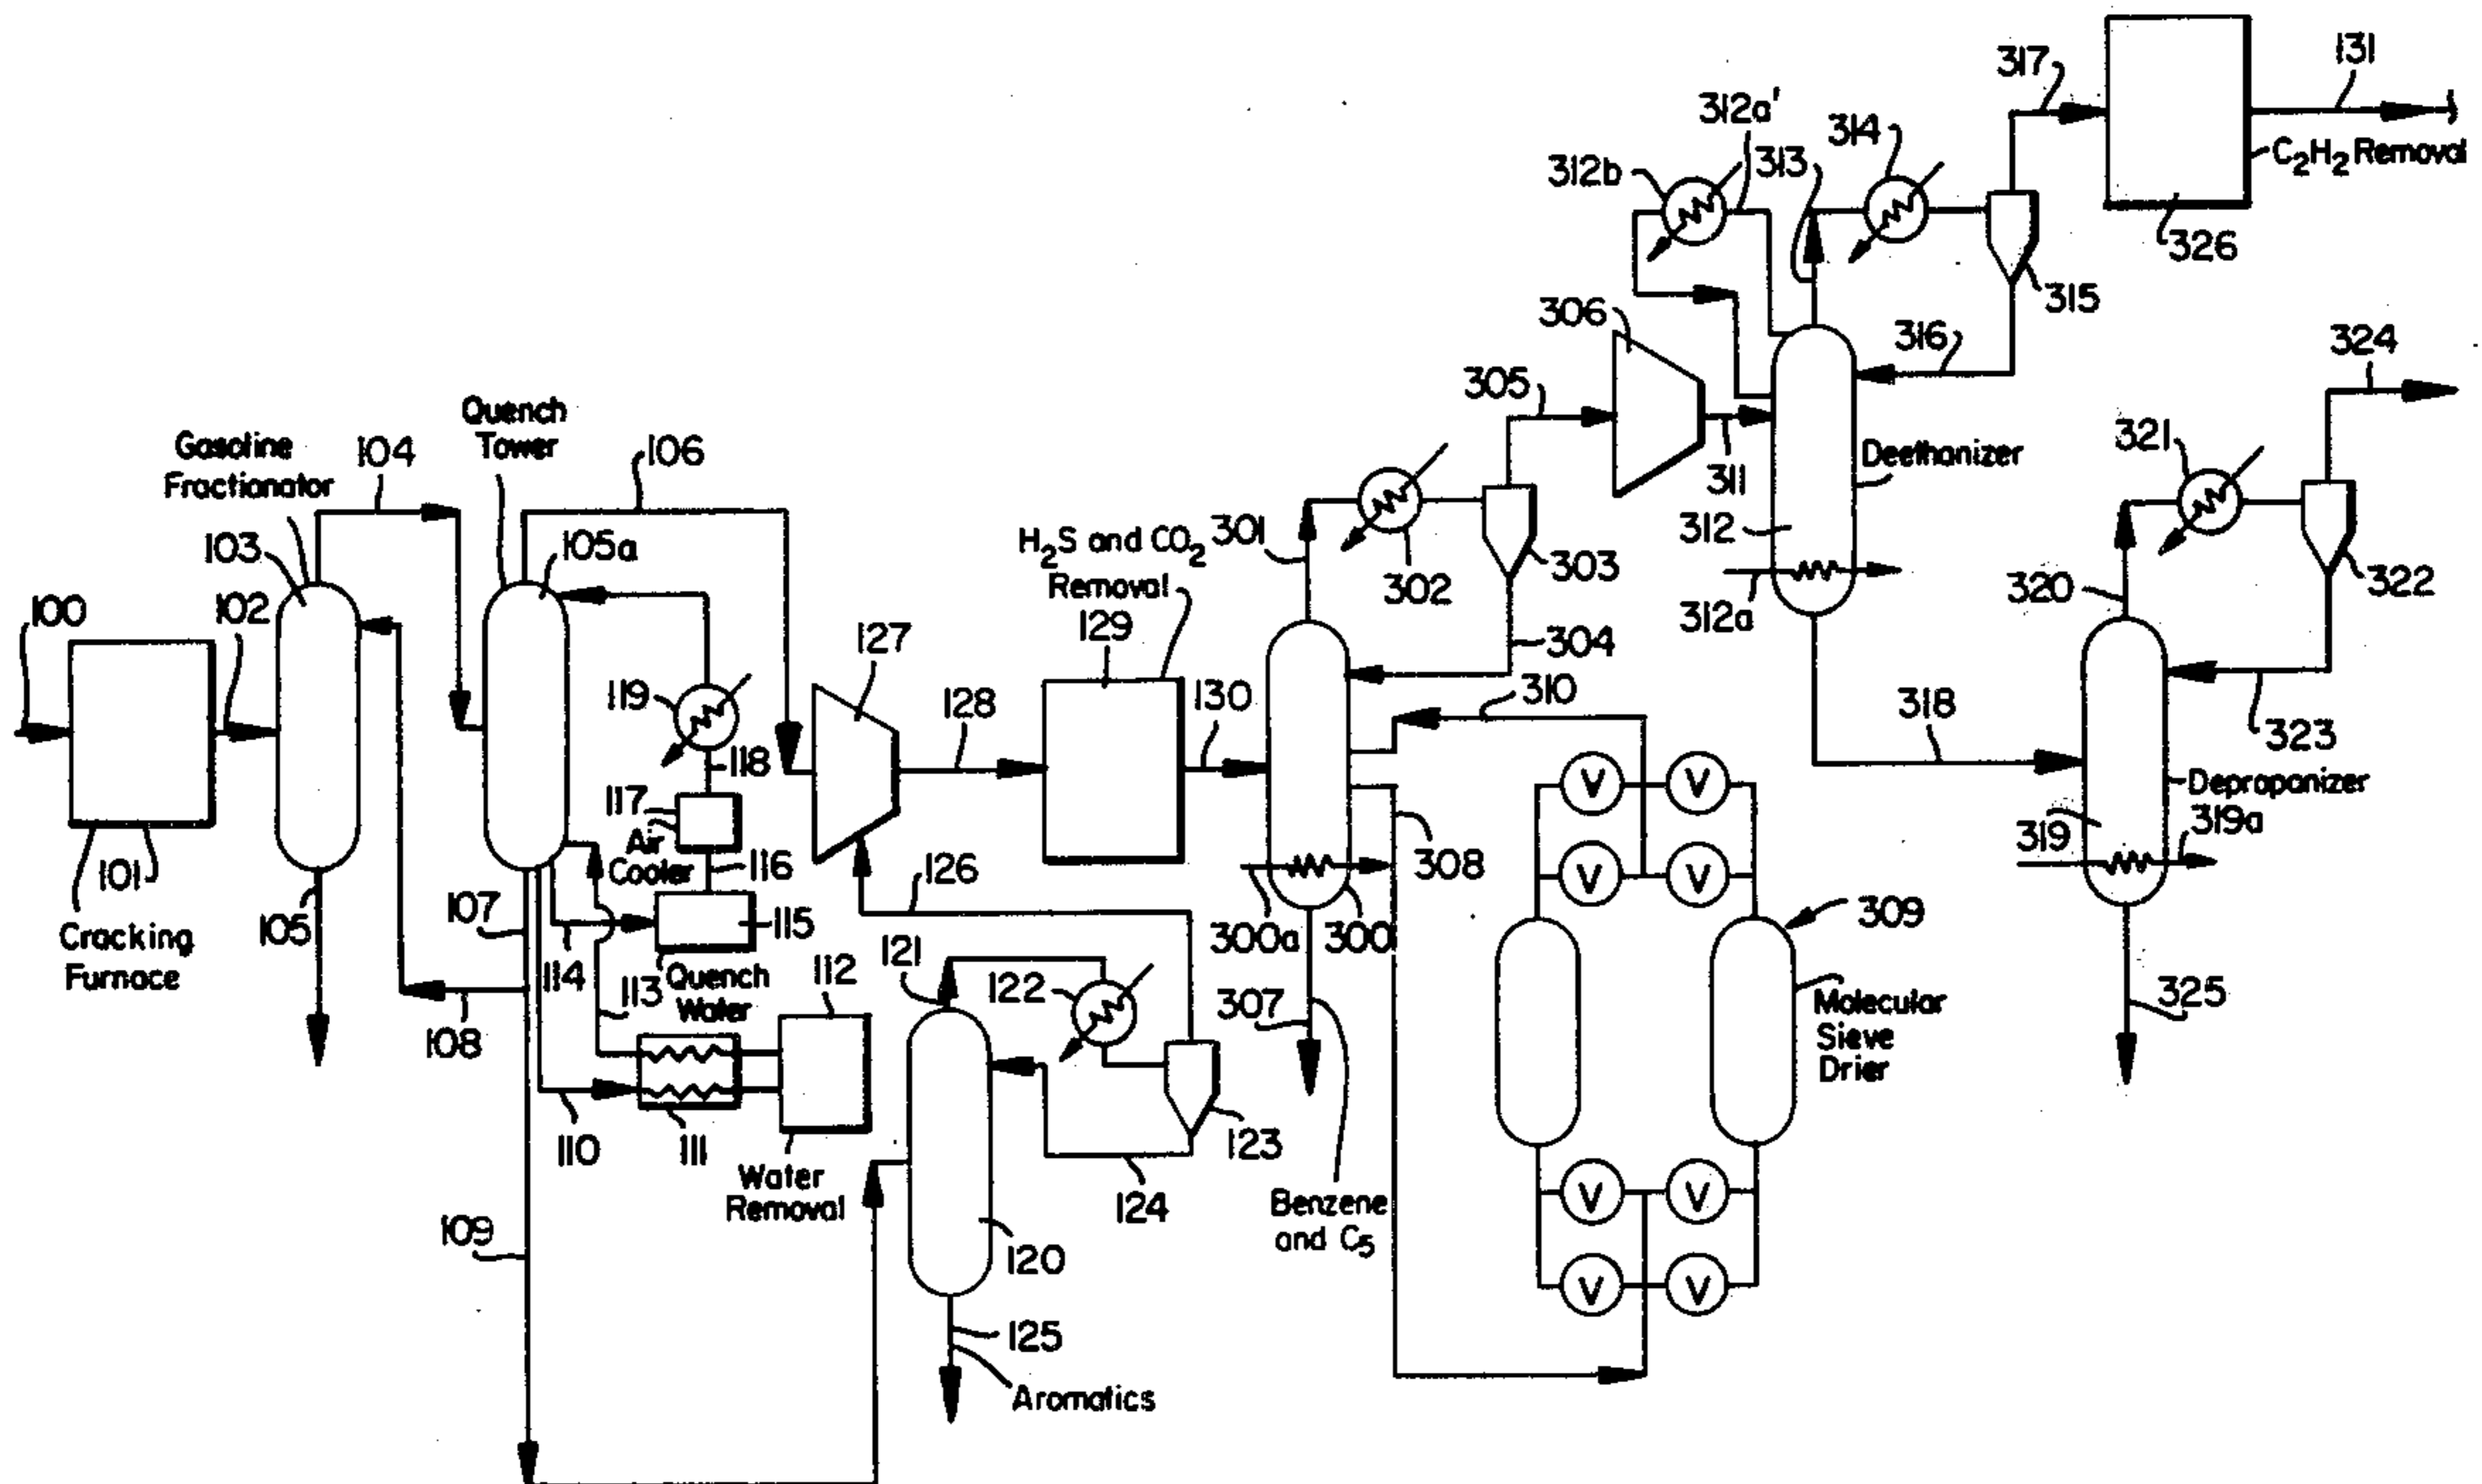 317
131
312a'
314
313
312b
C₂H₂ Removal
326
315
306
316
324
305
Quench
Tower
Gasoline
Fractionator
104
106
321
Deethanizer
311
301
H₂S and CO₂
Removal
103
105a
302
303
312
322
320
100
102
312a
129
304
127
119
128
130
310
318
323
118
117
Air
Cooler
116
Depropanizer
319
319a
V
V
V
V
308
126
101
107
105
115
300a
300
309
Cracking
Furnace
114
113
Quench
Water
112
121
122
307
Molecular
Sieve
Drier
325
108
110
111
123
Water
Removal
124
Benzene
and C₅
V
V
109
120
V
V
125
Aromatics